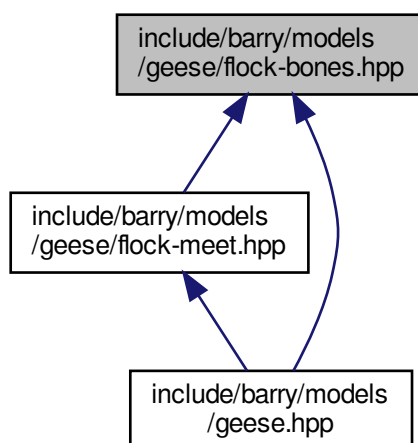 include/barry/models
/geese/flock-bones.hpp
include/barry/models
/geese/flock-meet.hpp
include/barry/models
/geese.hpp